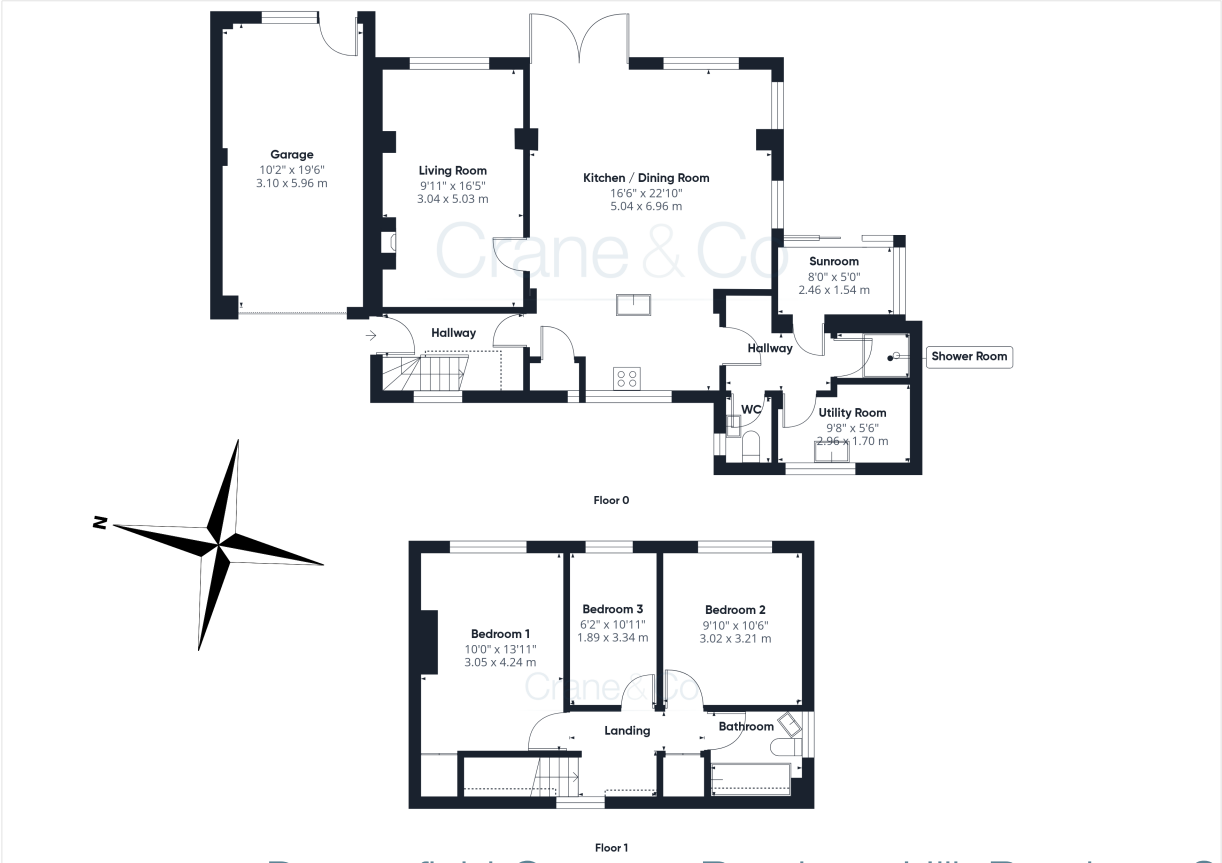 Garage
10'2" x 19'6"
3.10 x 5.96 m
Living Room
9'11" x 16'5"
3.04 x 5.03 m
Kitchen / Dining Room
16'6" x 22'10"
5.04 x 6.96 m
Crane & Co
Sunroom
8'0" x 5'0"
2.46 x 1.54 m
Hallway
Hallway
Shower Room
WC
Utility Room
9'8" x 5'6"
2.96 x 1.70 m
Floor 0
N
Bedroom 1
10'0" x 13'11"
3.05 x 4.24 m
Bedroom 3
6'2" x 10'11"
1.89 x 3.34 m
Bedroom 2
9'10" x 10'6"
3.02 x 3.21 m
Crane & Co
Landing
Bathroom
Floor 1